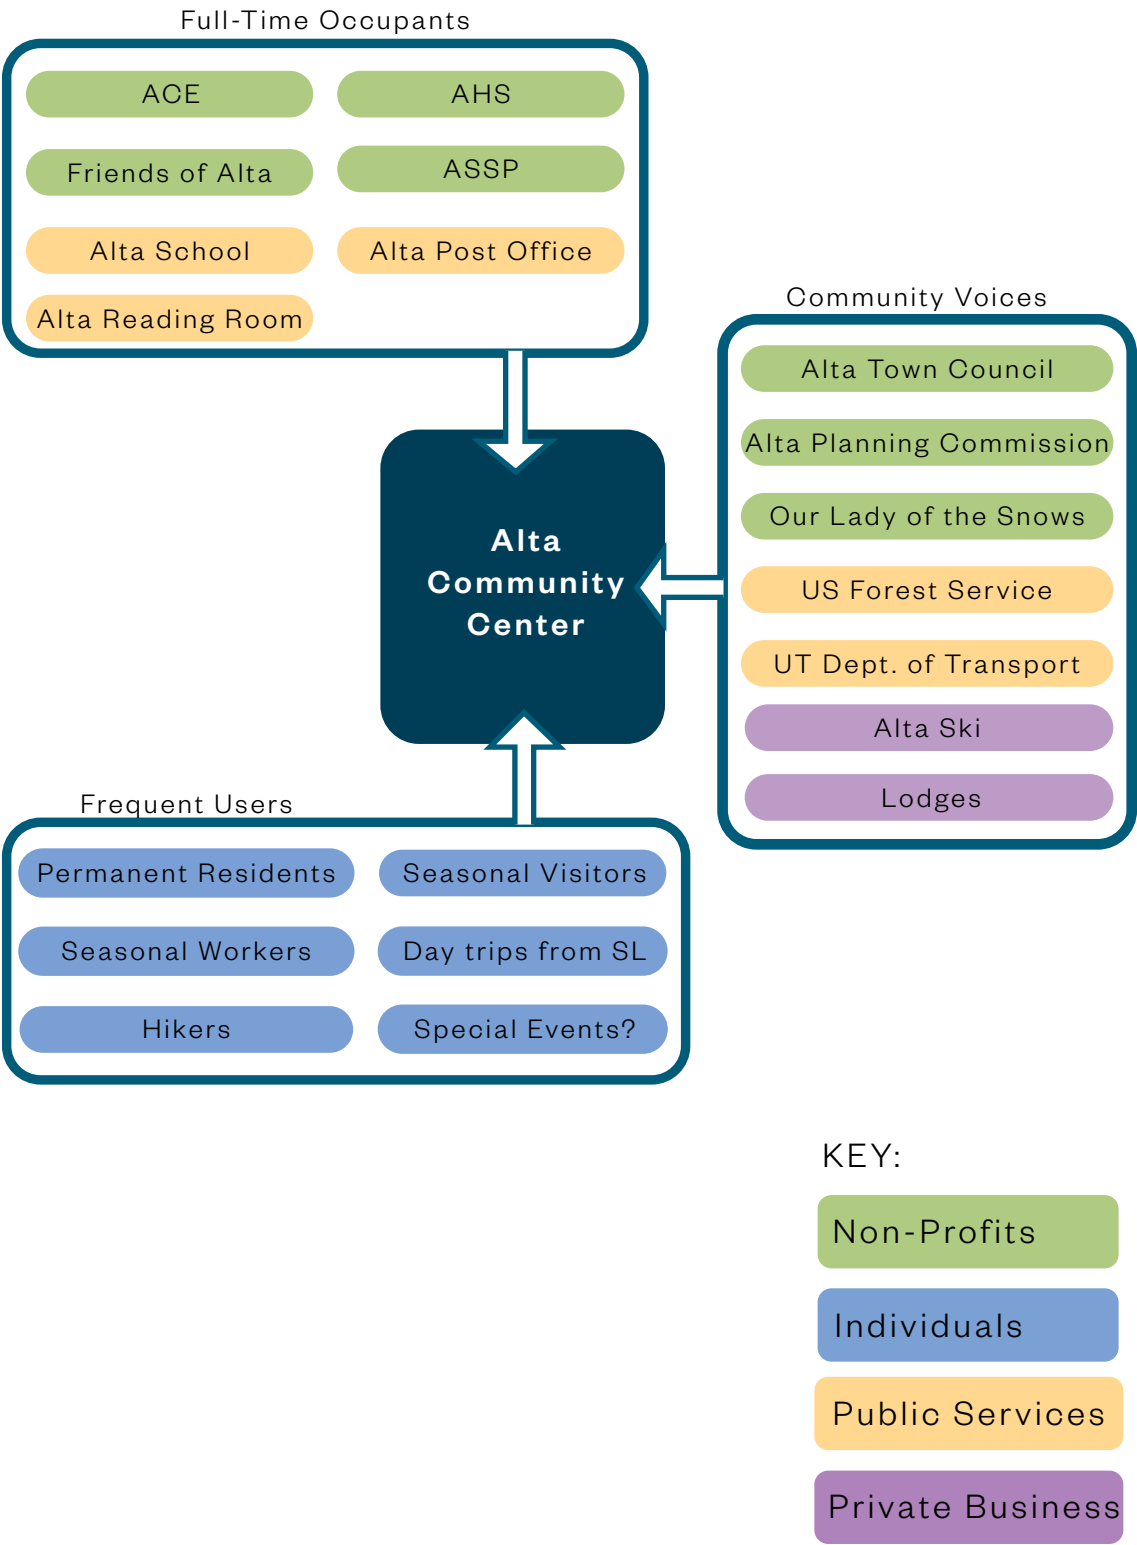 Full-Time Occupants
ACE
AHS
Friends of Alta
ASSP
Alta School
Alta Post Office
Alta Reading Room
Community Voices
Alta Town Council
Alta Planning Commission
Our Lady of the Snows
US Forest Service
UT Dept. of Transport
Alta Ski
Lodges
Alta
Community
Center
Frequent Users
Permanent Residents
Seasonal Visitors
Seasonal Workers
Day trips from SL
Hikers
Special Events?
KEY:
Non-Profits
Individuals
Public Services
Private Business